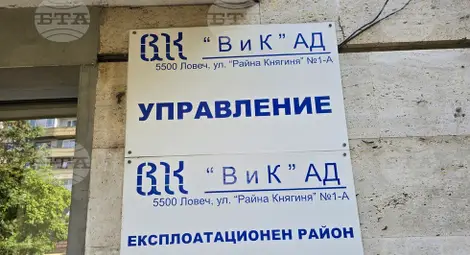 БТА
ВК "ВиК" АД
5500 Ловеч, ул. "Райна Княгиня" №1-А
УПРАВЛЕНИЕ
ВК "ВиК" АД
5500 Ловеч, ул. "Райна Княгиня" №1-А
ЕКСПЛОАТАЦИОНЕН РАЙОН